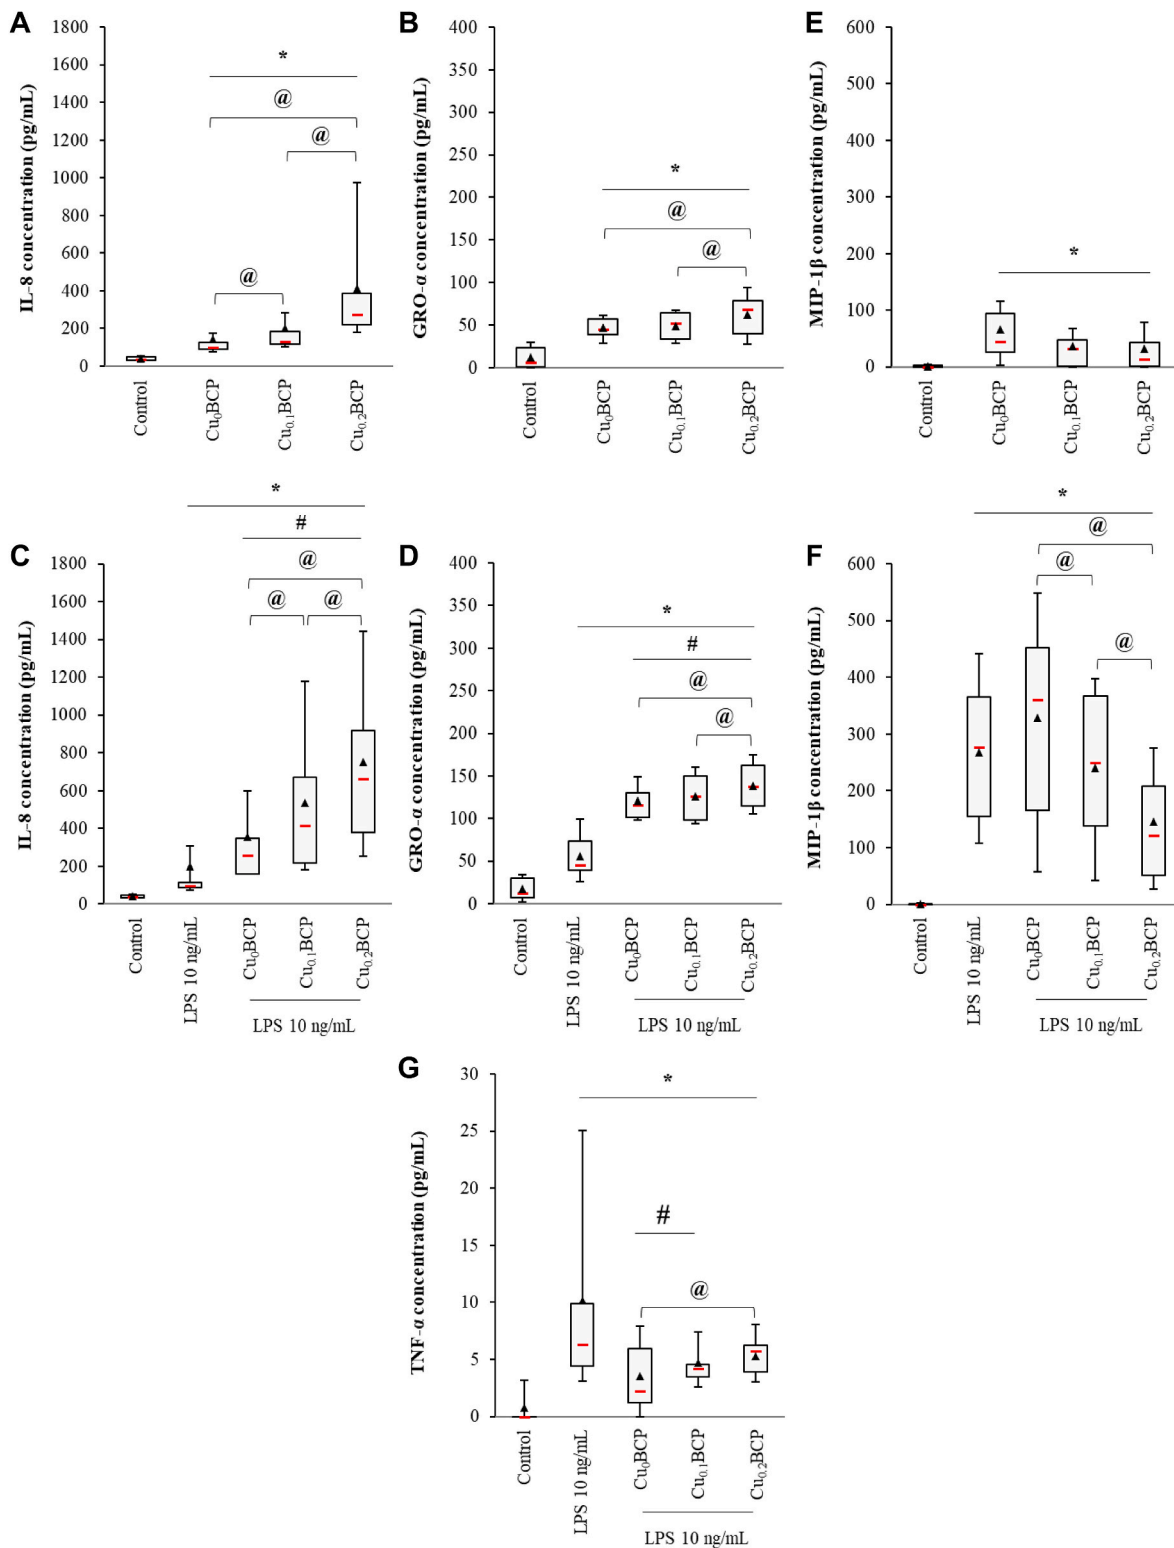 A
IL-8 concentration (pg/mL)
1800
1600
1400
1200
1000
800
600
400
200
0
*
@
@
@
Control
Cu₀BCP
Cu₀.₁BCP
Cu₀.₂BCP
B
GRO-α concentration (pg/mL)
400
350
300
250
200
150
100
50
0
*
@
@
Control
Cu₀BCP
Cu₀.₁BCP
Cu₀.₂BCP
E
MIP-1β concentration (pg/mL)
600
500
400
300
200
100
0
*
Control
Cu₀BCP
Cu₀.₁BCP
Cu₀.₂BCP
C
IL-8 concentration (pg/mL)
1800
1600
1400
1200
1000
800
600
400
200
0
*
#
@
@ @
Control
LPS 10 ng/mL
Cu₀BCP
Cu₀.₁BCP
Cu₀.₂BCP
LPS 10 ng/mL
D
GRO-α concentration (pg/mL)
400
350
300
250
200
150
100
50
0
*
#
@
@
Control
LPS 10 ng/mL
Cu₀BCP
Cu₀.₁BCP
Cu₀.₂BCP
LPS 10 ng/mL
F
MIP-1β concentration (pg/mL)
600
500
400
300
200
100
0
*
@
@
@
Control
LPS 10 ng/mL
Cu₀BCP
Cu₀.₁BCP
Cu₀.₂BCP
LPS 10 ng/mL
G
TNF-α concentration (pg/mL)
30
25
20
15
10
5
0
*
#
@
Control
LPS 10 ng/mL
Cu₀BCP
Cu₀.₁BCP
Cu₀.₂BCP
LPS 10 ng/mL